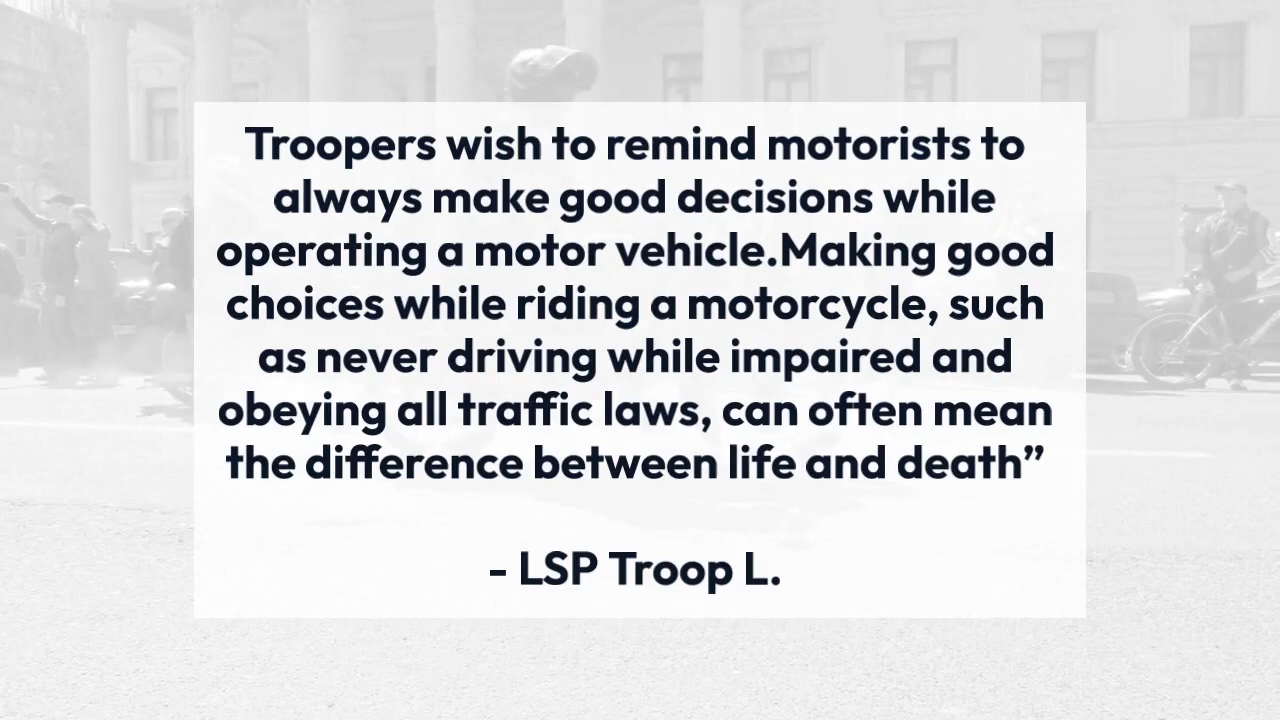 Troopers wish to remind motorists to
always make good decisions while
operating a motor vehicle.Making good
choices while riding a motorcycle, such
as never driving while impaired and
obeying all traffic laws, can often mean
the difference between life and death”
- LSP Troop L.